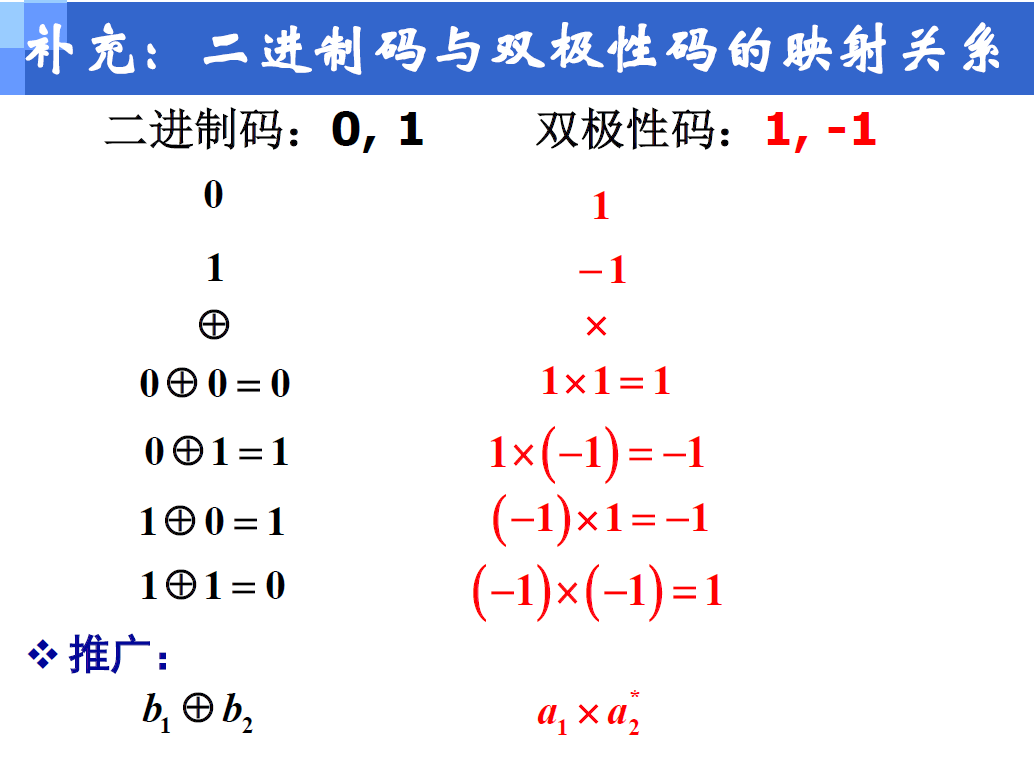 补充：二进制码与双极性码的映射关系
二进制码：0, 1 双极性码：1, -1
0 1
1 −1
⊕ ×
0⊕0=0 1×1=1
0⊕1=1 1×(−1)=−1
1⊕0=1 (−1)×1=−1
1⊕1=0 (−1)×(−1)=1
❖ 推广：
b₁⊕b₂ a₁×a₂*